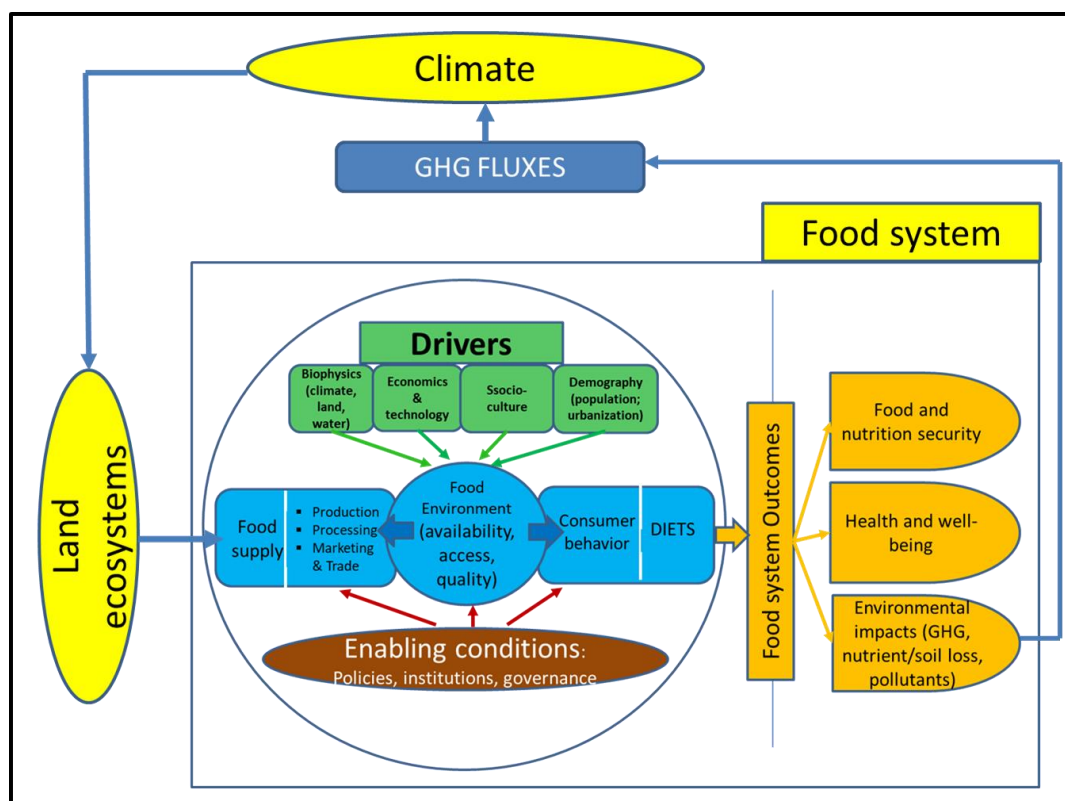 Climate
GHG FLUXES
Food system
Land
ecosystems
Drivers
Biophysics
(climate,
land,
water)
Economics
&
technology
Ssocio-
culture
Demography
(population;
urbanization)
Food
supply
▪ Production
▪ Processing
▪ Marketing
& Trade
Food
Environment
(availability,
access,
quality)
Consumer
behavior
DIETS
Enabling conditions:
Policies, institutions, governance
Food system Outcomes
Food and
nutrition security
Health and well-
being
Environmental
impacts (GHG,
nutrient/soil loss,
pollutants)